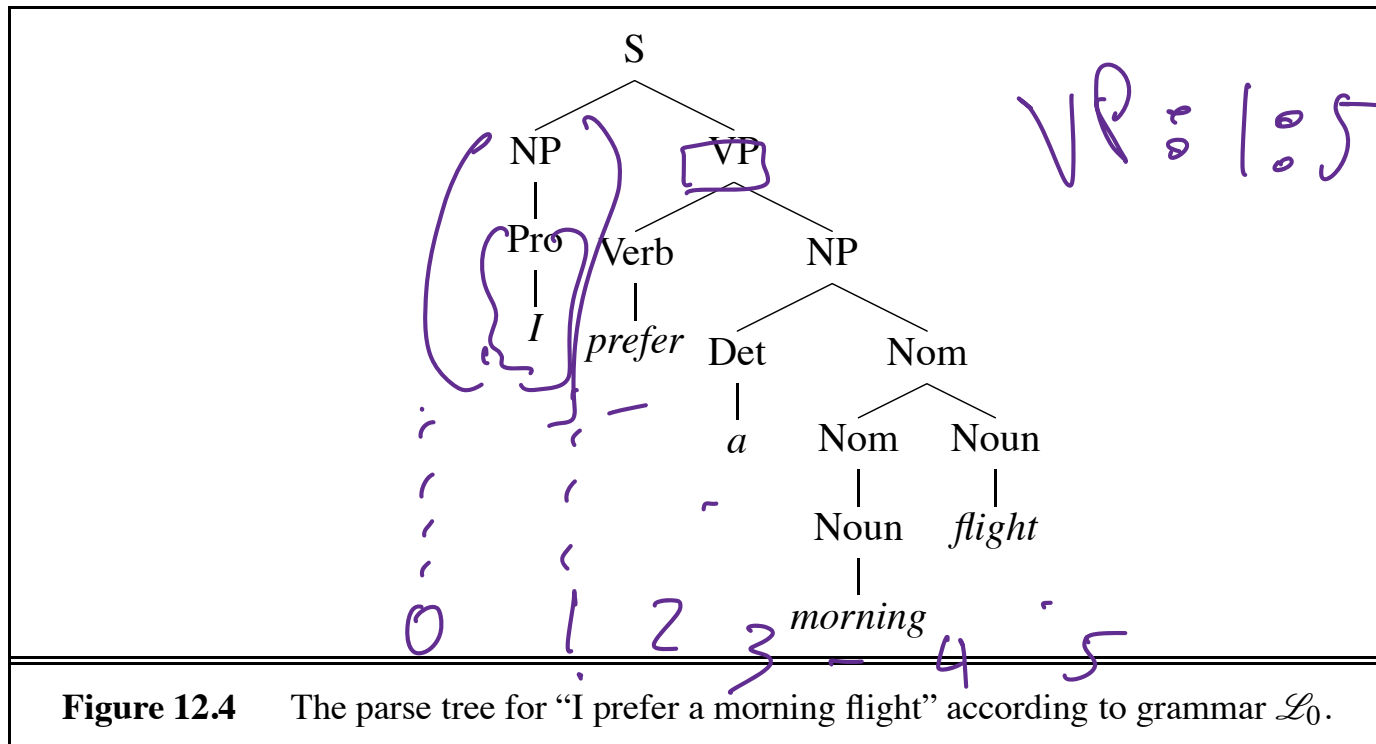 S
NP VP
VP : 1 : 5
Pro Verb NP
I prefer Det Nom
a Nom Noun
Noun flight
morning
0 1 2 3 4 5
Figure 12.4 The parse tree for “I prefer a morning flight” according to grammar ℒ0.